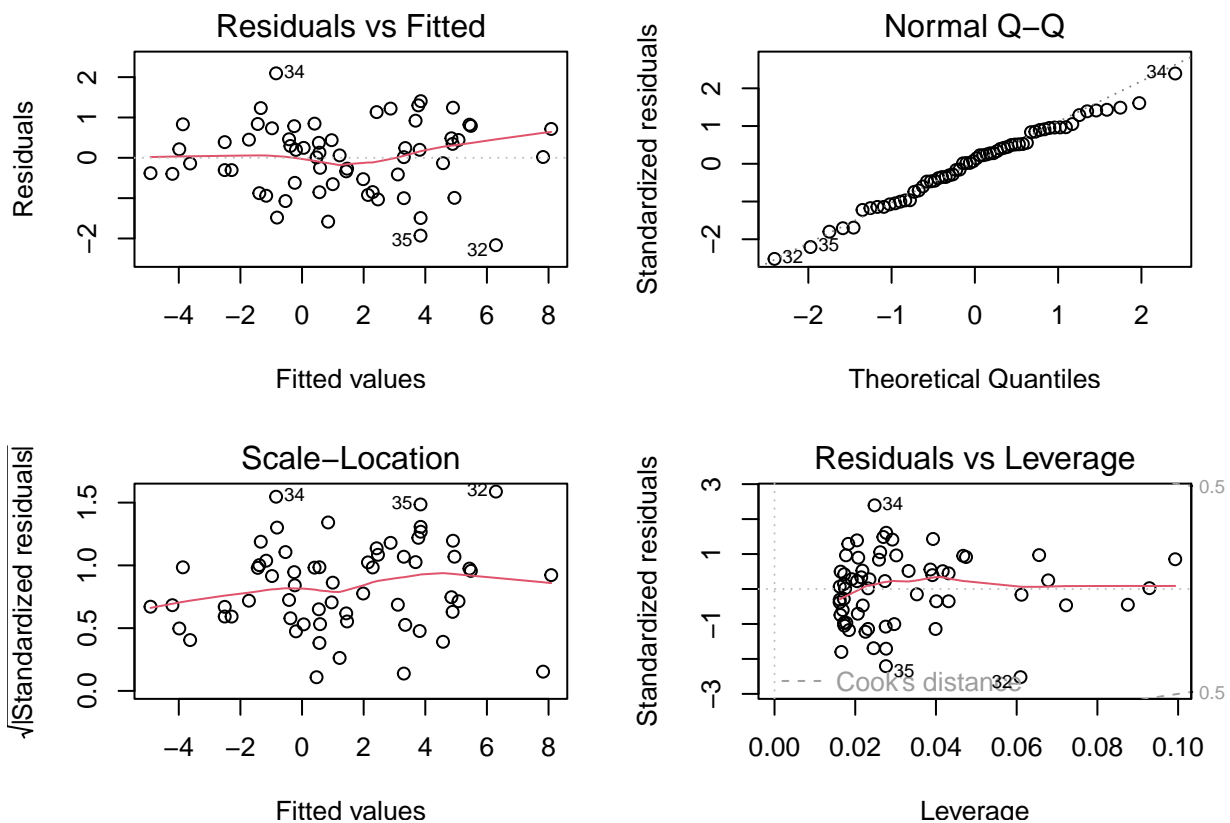 Residuals vs Fitted
Residuals
2
0
−2
34
35
32
−4 −2 0 2 4 6 8
Fitted values
Normal Q−Q
Standardized residuals
2
1
0
−2
34
35
32
−2 −1 0 1 2
Theoretical Quantiles
Scale−Location
√|Standardized residuals|
1.5
1.0
0.5
0.0
34
35
32
−4 −2 0 2 4 6 8
Fitted values
Residuals vs Leverage
Standardized residuals
3
1
−1
−3
34
35
32
Cook's distance
0.5
0.5
0.00 0.02 0.04 0.06 0.08 0.10
Leverage